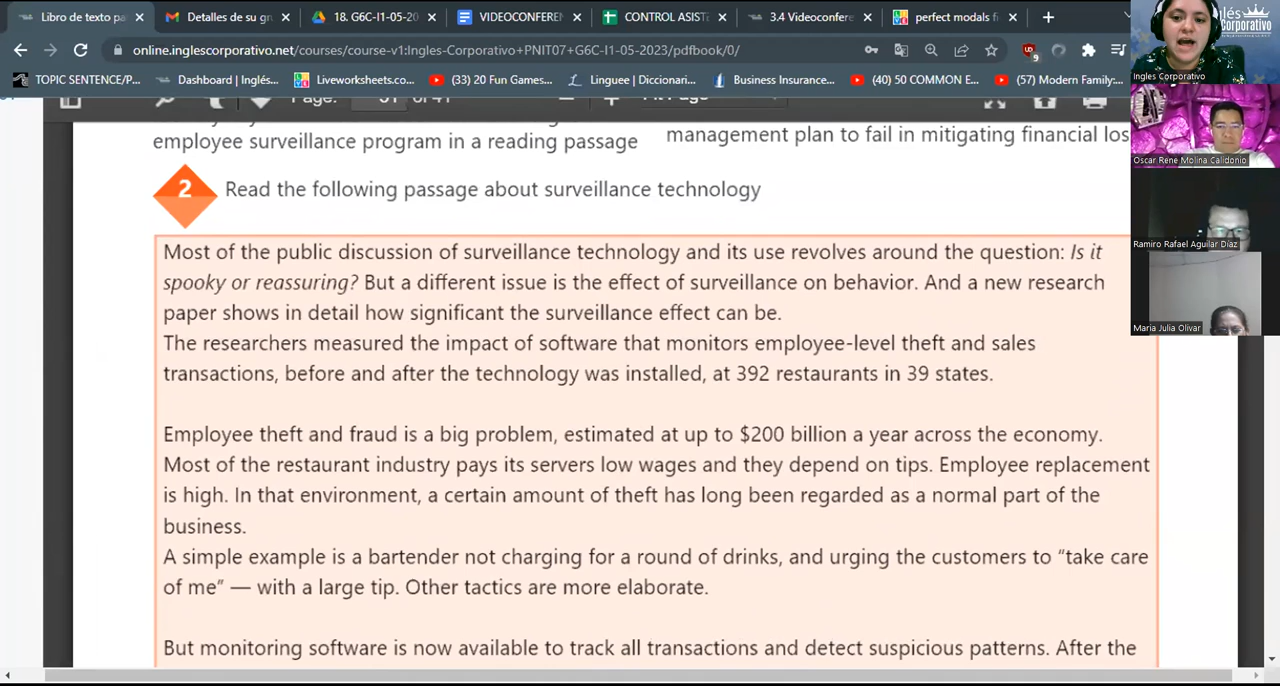 Libro de texto pa
Detalles de su gr
18. G6C-I1-05-20
VIDEOCONFEREN
CONTROL ASIST
3.4 Videoconfere
perfect modals fi
online.inglescorporativo.net/courses/course-v1:Ingles-Corporativo+PNIT07+G6C-I1-05-2023/pdfbook/0/
9
TOPIC SENTENCE/P...
Dashboard | Inglés...
Liveworksheets.co...
(33) 20 Fun Games...
Linguee | Diccionari...
Business Insurance...
(40) 50 COMMON E...
(57) Modern Family:...
Corporativo
Ingles Corporativo
Oscar René Molina Calidonio
Ramiro Rafael Aguilar Díaz
Maria Julia Olivar
Page:
employee surveillance program in a reading passage
management plan to fail in mitigating financial los
2
Read the following passage about surveillance technology
Most of the public discussion of surveillance technology and its use revolves around the question: Is it
spooky or reassuring? But a different issue is the effect of surveillance on behavior. And a new research
paper shows in detail how significant the surveillance effect can be.
The researchers measured the impact of software that monitors employee-level theft and sales
transactions, before and after the technology was installed, at 392 restaurants in 39 states.
Employee theft and fraud is a big problem, estimated at up to $200 billion a year across the economy.
Most of the restaurant industry pays its servers low wages and they depend on tips. Employee replacement
is high. In that environment, a certain amount of theft has long been regarded as a normal part of the
business.
A simple example is a bartender not charging for a round of drinks, and urging the customers to “take care
of me” — with a large tip. Other tactics are more elaborate.
But monitoring software is now available to track all transactions and detect suspicious patterns. After the